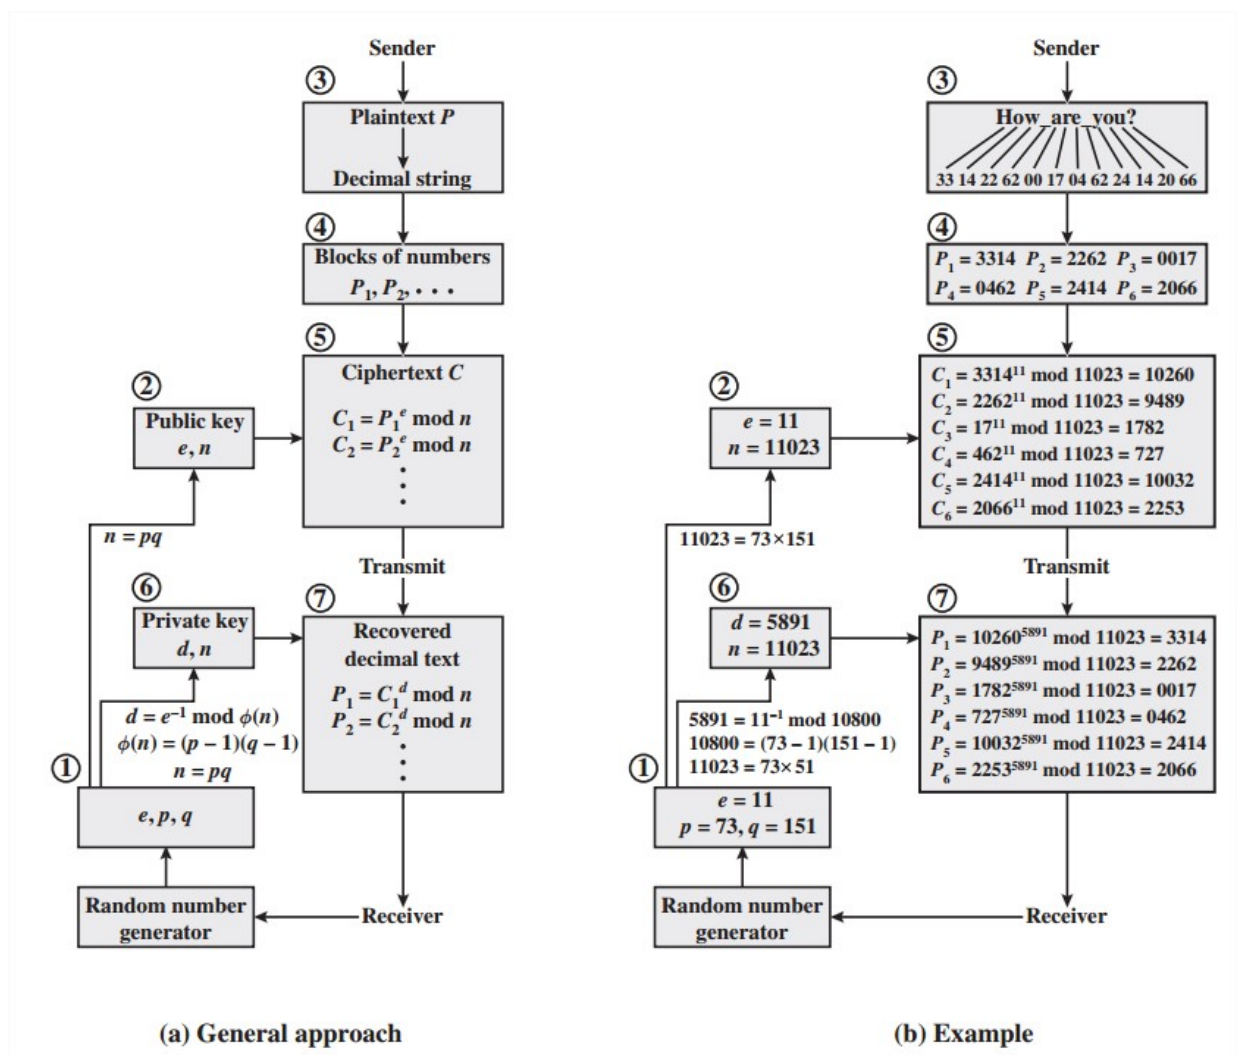 Sender
③
Plaintext P
Decimal string
④
Blocks of numbers
P₁, P₂, • • •
⑤
Ciphertext C
C₁ = P₁ᵉ mod n
C₂ = P₂ᵉ mod n
•
•
•
②
Public key
e, n
n = pq
Transmit
⑥
Private key
d, n
⑦
Recovered
decimal text
P₁ = C₁ᵈ mod n
P₂ = C₂ᵈ mod n
•
•
•
d = e⁻¹ mod ϕ(n)
ϕ(n) = (p – 1)(q – 1)
n = pq
①
e, p, q
Random number
generator
Receiver
(a) General approach
Sender
③
How_are_you?
33 14 22 62 00 17 04 62 24 14 20 66
④
P₁ = 3314 P₂ = 2262 P₃ = 0017
P₄ = 0462 P₅ = 2414 P₆ = 2066
⑤
C₁ = 3314¹¹ mod 11023 = 10260
C₂ = 2262¹¹ mod 11023 = 9489
C₃ = 17¹¹ mod 11023 = 1782
C₄ = 462¹¹ mod 11023 = 727
C₅ = 2414¹¹ mod 11023 = 10032
C₆ = 2066¹¹ mod 11023 = 2253
②
e = 11
n = 11023
11023 = 73×151
Transmit
⑥
d = 5891
n = 11023
⑦
P₁ = 10260⁵⁸⁹¹ mod 11023 = 3314
P₂ = 9489⁵⁸⁹¹ mod 11023 = 2262
P₃ = 1782⁵⁸⁹¹ mod 11023 = 0017
P₄ = 727⁵⁸⁹¹ mod 11023 = 0462
P₅ = 10032⁵⁸⁹¹ mod 11023 = 2414
P₆ = 2253⁵⁸⁹¹ mod 11023 = 2066
5891 = 11⁻¹ mod 10800
10800 = (73 – 1)(151 – 1)
11023 = 73× 51
①
e = 11
p = 73, q = 151
Random number
generator
Receiver
(b) Example